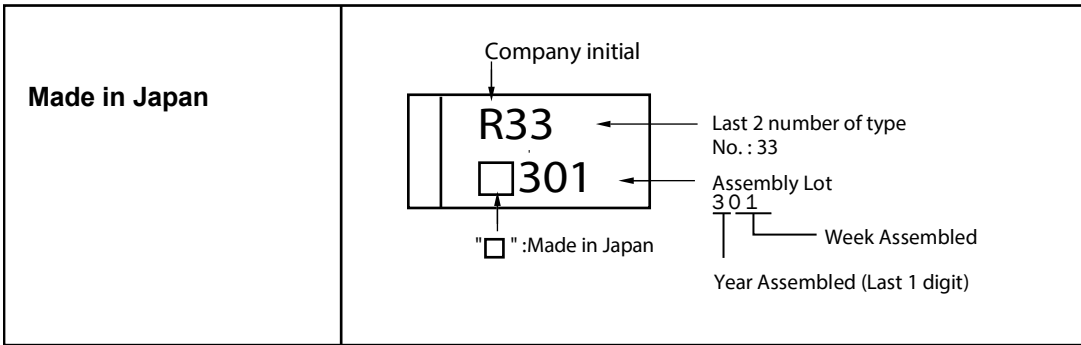 Made in Japan
Company initial
R33
□301
Last 2 number of type
No. : 33
Assembly Lot
301
Week Assembled
Year Assembled (Last 1 digit)
"□ " :Made in Japan